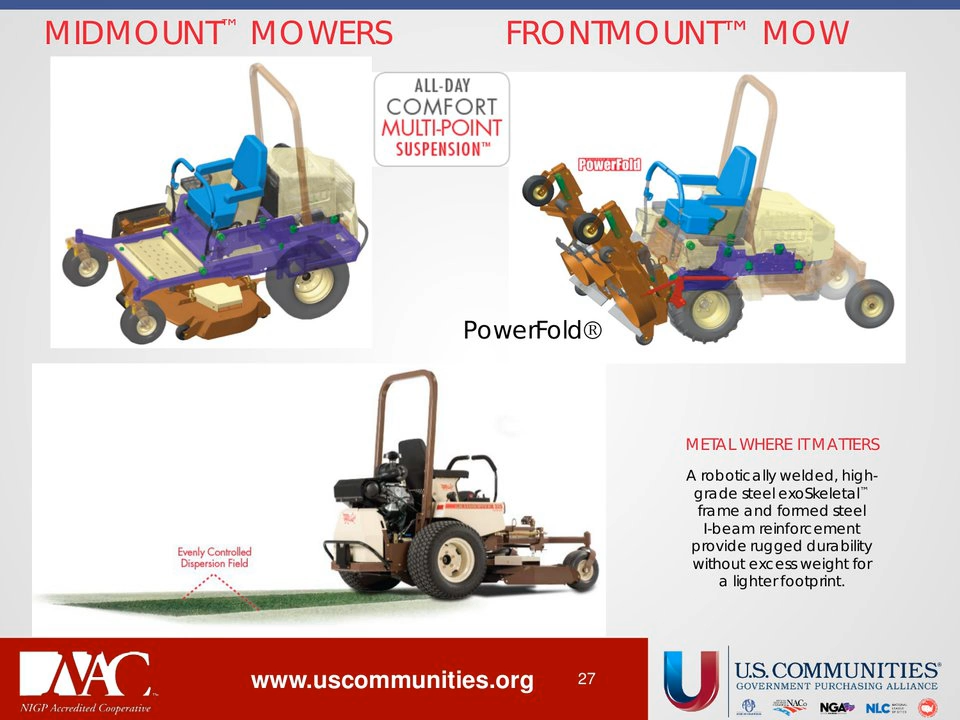 MIDMOUNT™ MOWERS
FRONTMOUNT™ MOW
ALL-DAY
COMFORT
MULTI-POINT
SUSPENSION™
PowerFold
PowerFold®
METAL WHERE IT MATTERS
A robotically welded, high-
grade steel exoSkeletal™
frame and formed steel
I-beam reinforcement
provide rugged durability
without excess weight for
a lighter footprint.
Evenly Controlled
Dispersion Field
NAC™
NIGP Accredited Cooperative
www.uscommunities.org
27
U.S. COMMUNITIES®
GOVERNMENT PURCHASING ALLIANCE
NACo
NGA
NLC